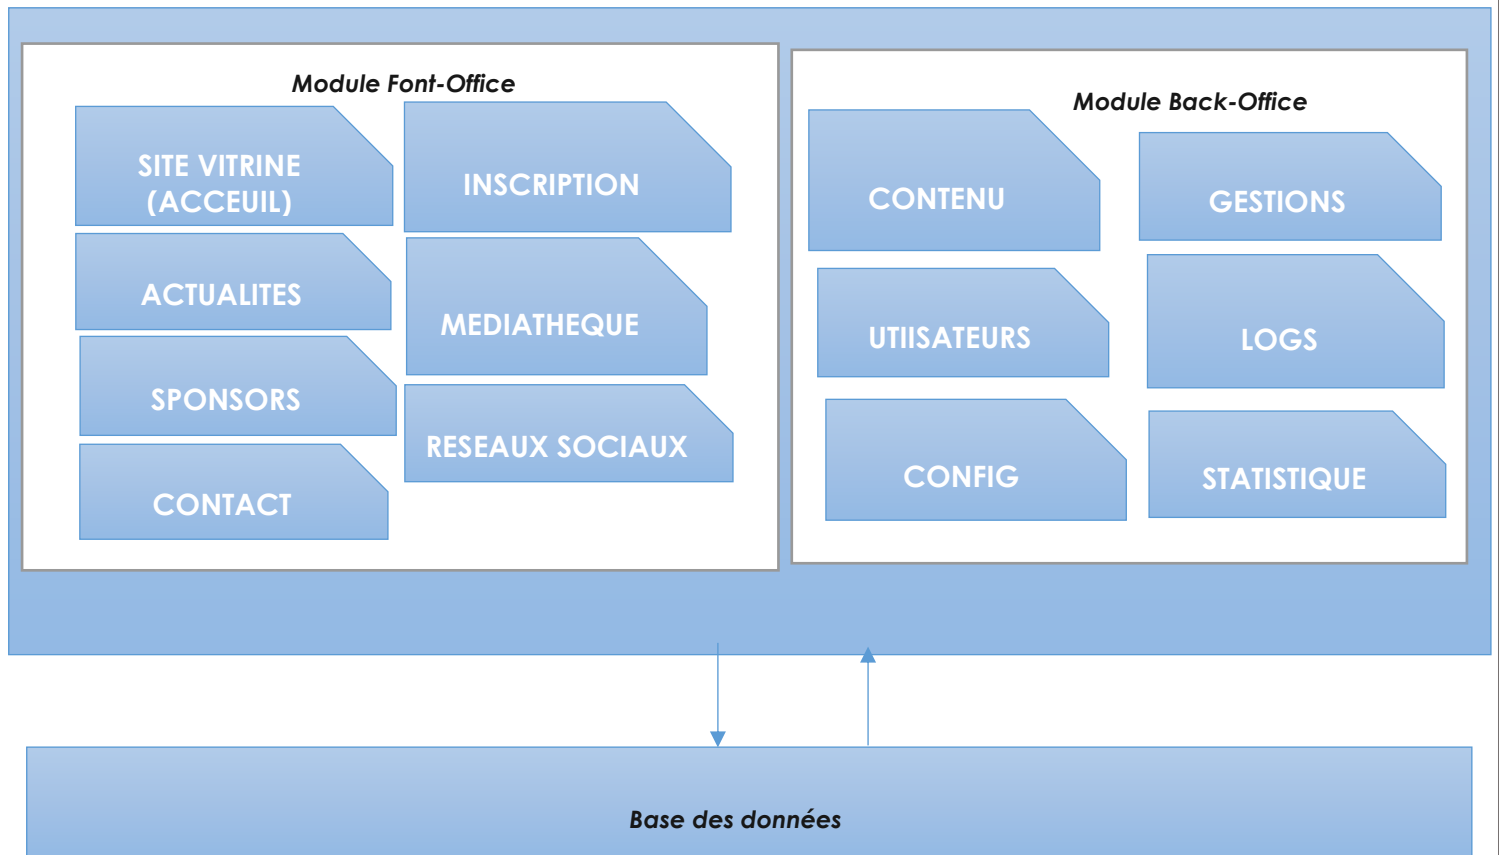 Module Font-Office
SITE VITRINE
(ACCEUIL)
INSCRIPTION
ACTUALITES
MEDIATHEQUE
SPONSORS
RESEAUX SOCIAUX
CONTACT
Module Back-Office
CONTENU
GESTIONS
UTIISATEURS
LOGS
CONFIG
STATISTIQUE
Base des données